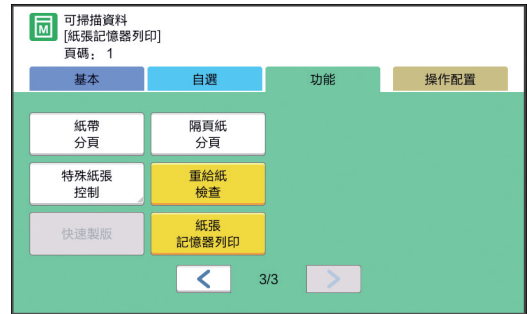 M
可掃描資料
[紙張記憶器列印]
頁碼： 1
基本
自選
功能
操作配置
紙帶
分頁
隔頁紙
分頁
特殊紙張
控制
重給紙
檢查
快速製版
紙張
記憶器列印
3/3